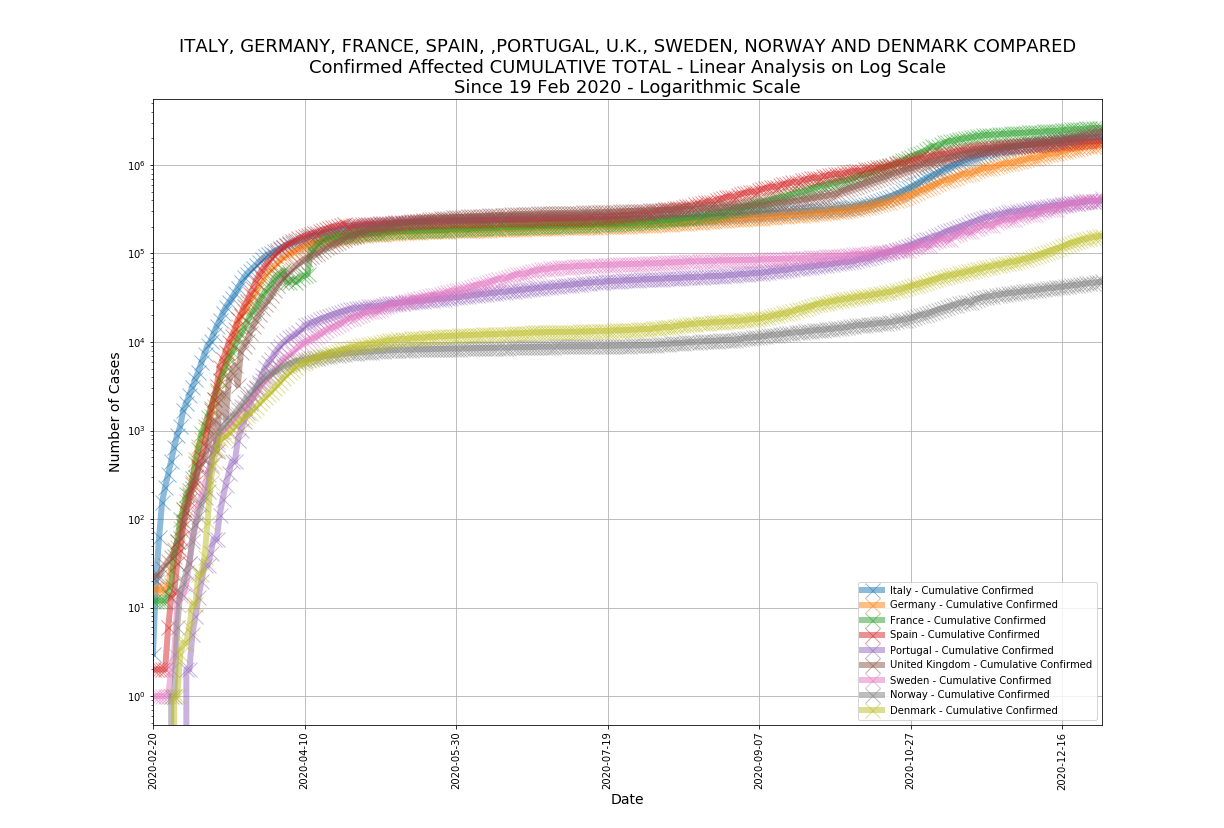 ITALY, GERMANY, FRANCE, SPAIN, ,PORTUGAL, U.K., SWEDEN, NORWAY AND DENMARK COMPARED
Confirmed Affected CUMULATIVE TOTAL - Linear Analysis on Log Scale
Since 19 Feb 2020 - Logarithmic Scale
Number of Cases
10⁶
10⁵
10⁴
10³
10²
10¹
10⁰
Italy - Cumulative Confirmed
Germany - Cumulative Confirmed
France - Cumulative Confirmed
Spain - Cumulative Confirmed
Portugal - Cumulative Confirmed
United Kingdom - Cumulative Confirmed
Sweden - Cumulative Confirmed
Norway - Cumulative Confirmed
Denmark - Cumulative Confirmed
2020-02-20
2020-04-10
2020-05-30
2020-07-19
2020-09-07
2020-10-27
2020-12-16
Date